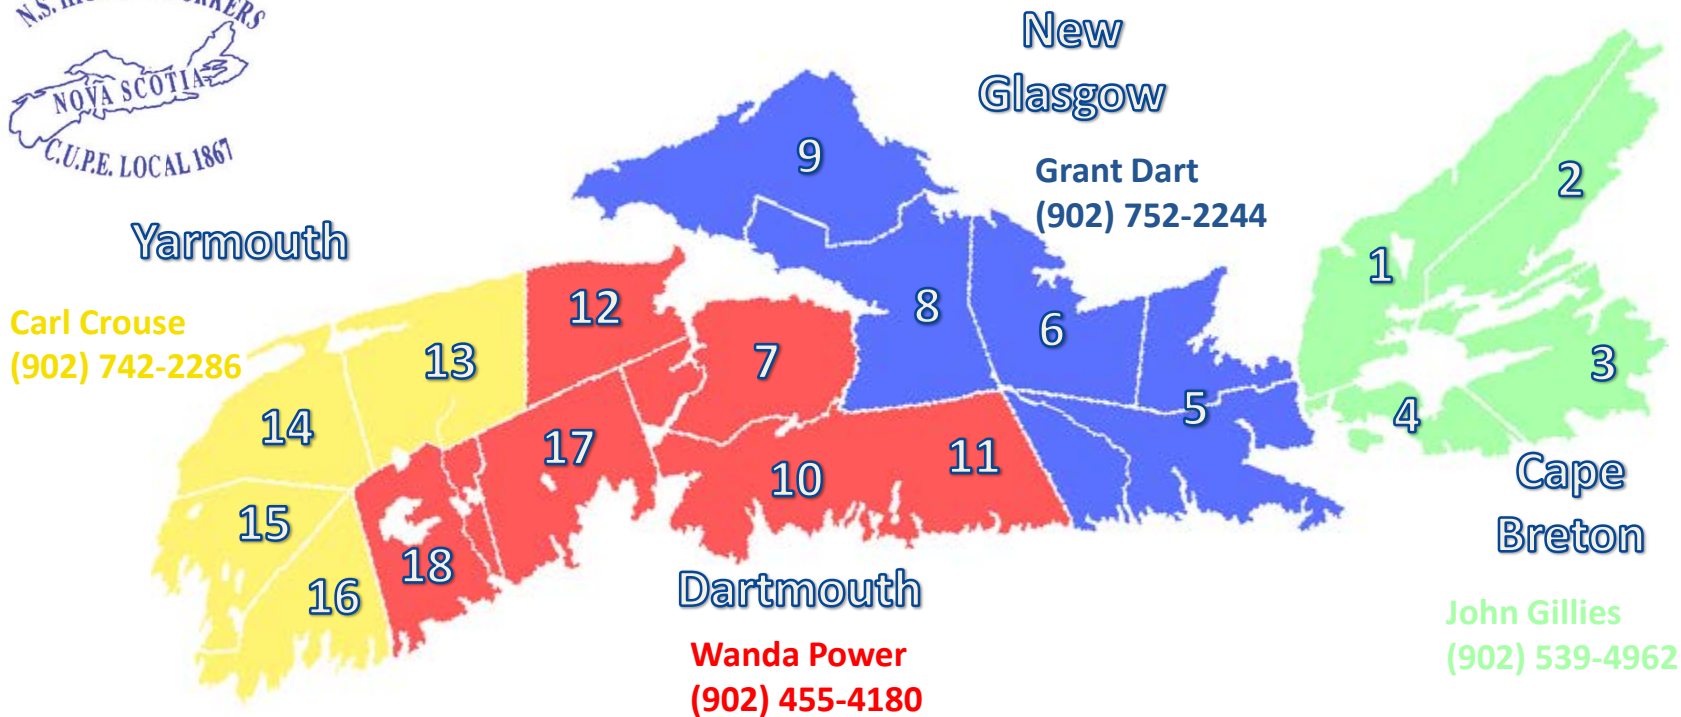 N.S.
NOVA SCOTIA
C.U.P.E. LOCAL 1867
New
Glasgow
Grant Dart
(902) 752-2244
Yarmouth
Carl Crouse
(902) 742-2286
9
2
1
8
12
6
7
13
3
5
4
14
17
11
10
15
18
16
Cape
Breton
John Gillies
(902) 539-4962
Dartmouth
Wanda Power
(902) 455-4180